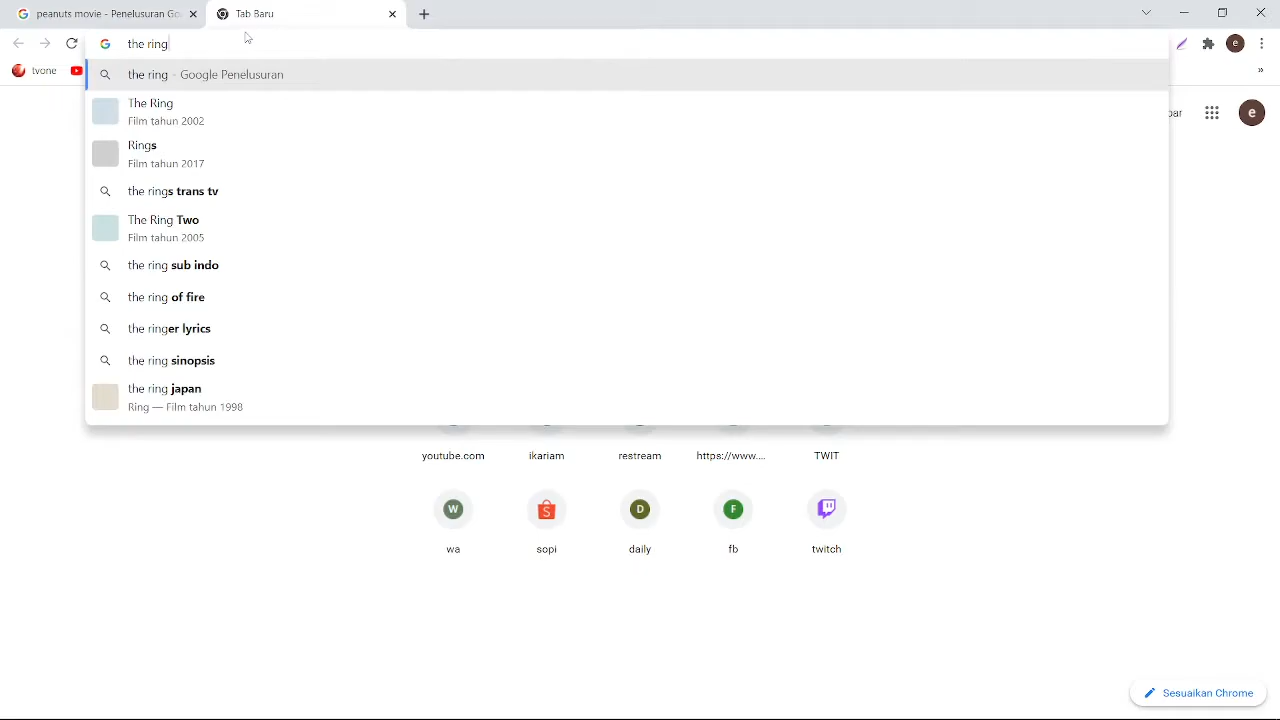 peanuts movie - Penelusuran Go
Tab Baru
the ring
e
tvone
the ring - Google Penelusuran
The Ring
Film tahun 2002
Rings
Film tahun 2017
the rings trans tv
The Ring Two
Film tahun 2005
the ring sub indo
the ring of fire
the ringer lyrics
the ring sinopsis
the ring japan
Ring — Film tahun 1998
e
youtube.com
ikariam
restream
https://www....
TWIT
W
S
D
F
wa
sopi
daily
fb
twitch
Sesuaikan Chrome